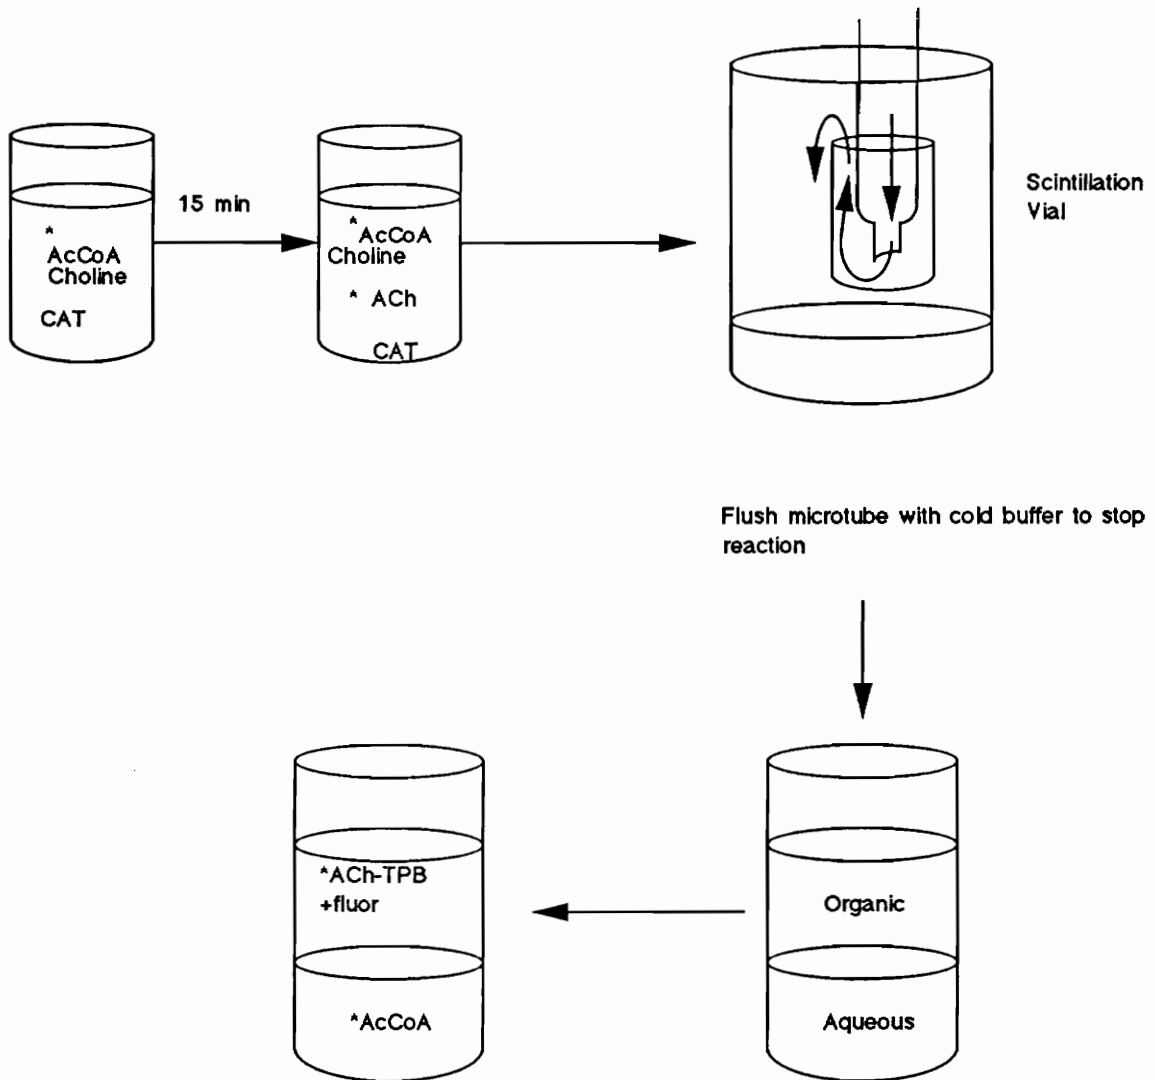 *
AcCoA
Choline
CAT
15 min
*AcCoA
Choline
* ACh
CAT
Scintillation
Vial
Flush microtube with cold buffer to stop
reaction
*ACh-TPB
+fluor
*AcCoA
Organic
Aqueous